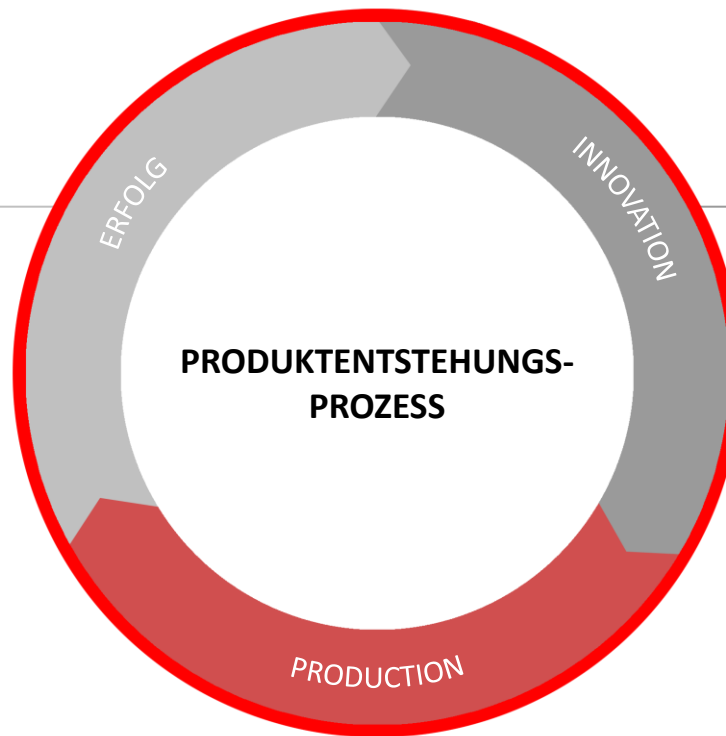 ERFOLG
INNOVATION
PRODUKTENTSTEHUNGS-
PROZESS
PRODUCTION